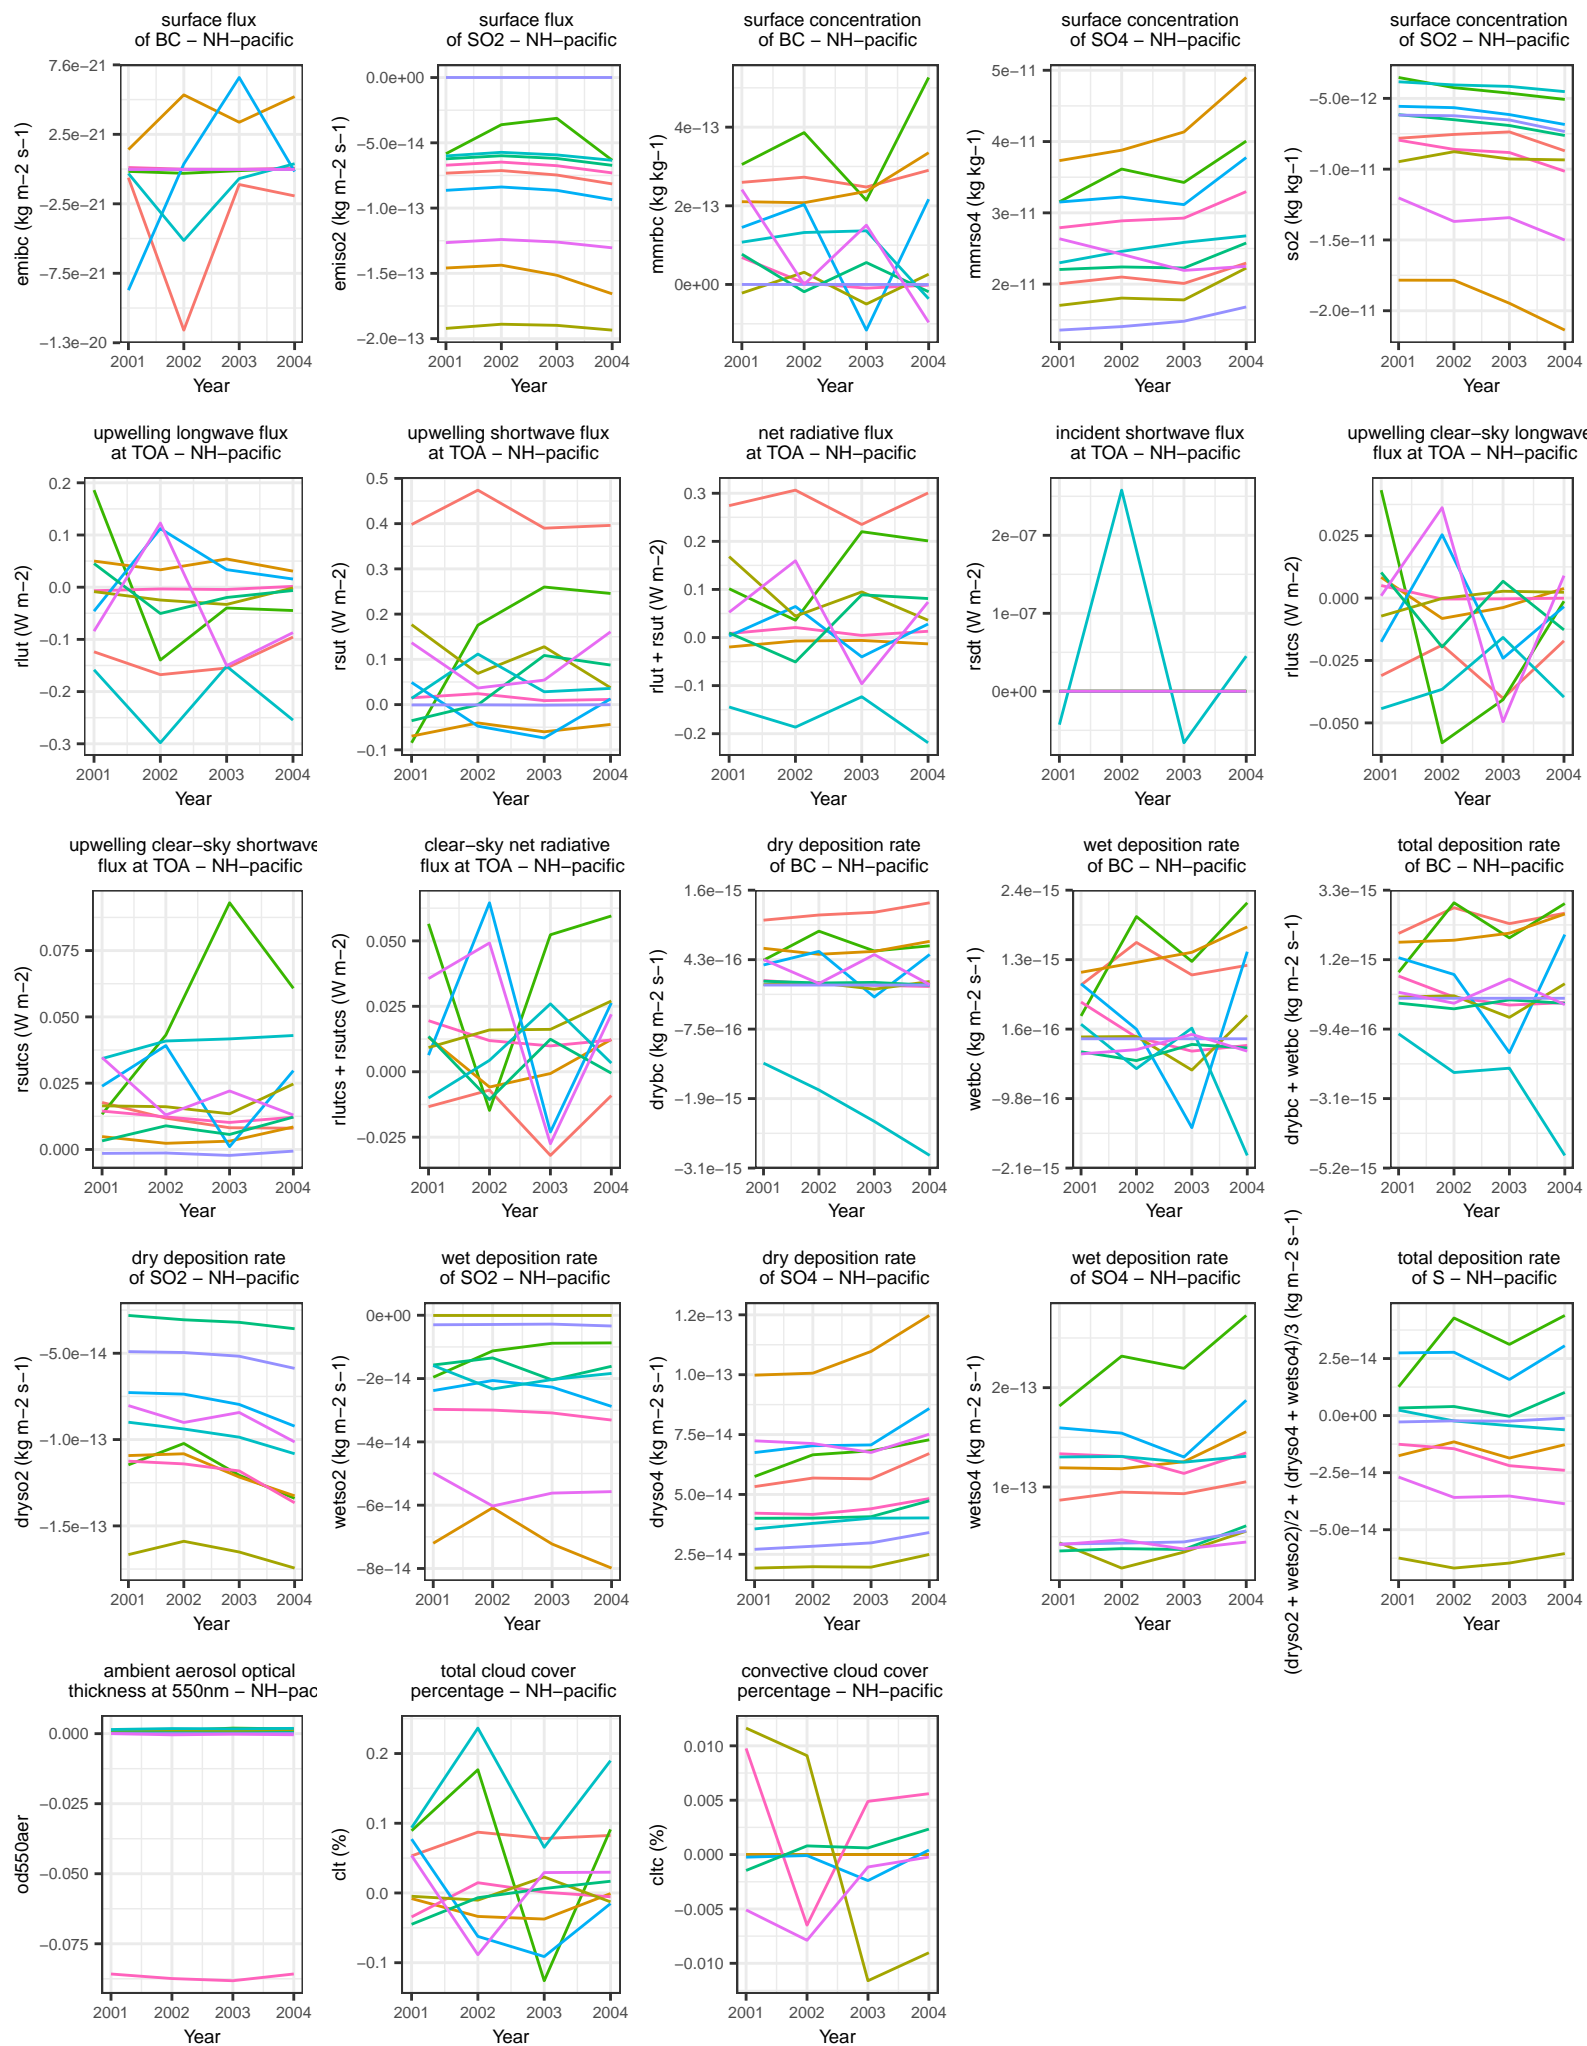 surface flux
of BC − NH−pacific
emibc (kg m−2 s−1)
7.6e−21
2.5e−21
−2.5e−21
−7.5e−21
−1.3e−20
2001 2002 2003 2004
Year
surface flux
of SO2 − NH−pacific
emiso2 (kg m−2 s−1)
0.0e+00
−5.0e−14
−1.0e−13
−1.5e−13
−2.0e−13
2001 2002 2003 2004
Year
surface concentration
of BC − NH−pacific
mmrbc (kg kg−1)
4e−13
2e−13
0e+00
2001 2002 2003 2004
Year
surface concentration
of SO4 − NH−pacific
mmrso4 (kg kg−1)
5e−11
4e−11
3e−11
2e−11
2001 2002 2003 2004
Year
surface concentration
of SO2 − NH−pacific
so2 (kg kg−1)
−5.0e−12
−1.0e−11
−1.5e−11
−2.0e−11
2001 2002 2003 2004
Year
upwelling longwave flux
at TOA − NH−pacific
rlut (W m−2)
0.2
0.1
0.0
−0.1
−0.2
−0.3
2001 2002 2003 2004
Year
upwelling shortwave flux
at TOA − NH−pacific
rsut (W m−2)
0.5
0.4
0.3
0.2
0.1
0.0
−0.1
2001 2002 2003 2004
Year
net radiative flux
at TOA − NH−pacific
rlut + rsut (W m−2)
0.3
0.2
0.1
0.0
−0.1
−0.2
2001 2002 2003 2004
Year
incident shortwave flux
at TOA − NH−pacific
rsdt (W m−2)
2e−07
1e−07
0e+00
2001 2002 2003 2004
Year
upwelling clear−sky longwave
flux at TOA − NH−pacific
rlutcs (W m−2)
0.025
0.000
−0.025
−0.050
2001 2002 2003 2004
Year
upwelling clear−sky shortwave
flux at TOA − NH−pacific
rsutcs (W m−2)
0.075
0.050
0.025
0.000
2001 2002 2003 2004
Year
clear−sky net radiative
flux at TOA − NH−pacific
rlutcs + rsutcs (W m−2)
0.050
0.025
0.000
−0.025
2001 2002 2003 2004
Year
dry deposition rate
of BC − NH−pacific
drybc (kg m−2 s−1)
1.6e−15
4.3e−16
−7.5e−16
−1.9e−15
−3.1e−15
2001 2002 2003 2004
Year
wet deposition rate
of BC − NH−pacific
wetbc (kg m−2 s−1)
2.4e−15
1.3e−15
1.6e−16
−9.8e−16
−2.1e−15
2001 2002 2003 2004
Year
total deposition rate
of BC − NH−pacific
drybc + wetbc (kg m−2 s−1)
3.3e−15
1.2e−15
−9.4e−16
−3.1e−15
−5.2e−15
2001 2002 2003 2004
Year
dry deposition rate
of SO2 − NH−pacific
dryso2 (kg m−2 s−1)
−5.0e−14
−1.0e−13
−1.5e−13
2001 2002 2003 2004
Year
wet deposition rate
of SO2 − NH−pacific
wetso2 (kg m−2 s−1)
0e+00
−2e−14
−4e−14
−6e−14
−8e−14
2001 2002 2003 2004
Year
dry deposition rate
of SO4 − NH−pacific
dryso4 (kg m−2 s−1)
1.2e−13
1.0e−13
7.5e−14
5.0e−14
2.5e−14
2001 2002 2003 2004
Year
wet deposition rate
of SO4 − NH−pacific
wetso4 (kg m−2 s−1)
2e−13
1e−13
2001 2002 2003 2004
Year
total deposition rate
of S − NH−pacific
(dryso2 + wetso2)/2 + (dryso4 + wetso4)/3 (kg m−2 s−1)
2.5e−14
0.0e+00
−2.5e−14
−5.0e−14
2001 2002 2003 2004
Year
ambient aerosol optical
thickness at 550nm − NH−pac
od550aer
0.000
−0.025
−0.050
−0.075
2001 2002 2003 2004
Year
total cloud cover
percentage − NH−pacific
clt (%)
0.2
0.1
0.0
−0.1
2001 2002 2003 2004
Year
convective cloud cover
percentage − NH−pacific
cltc (%)
0.010
0.005
0.000
−0.005
−0.010
2001 2002 2003 2004
Year